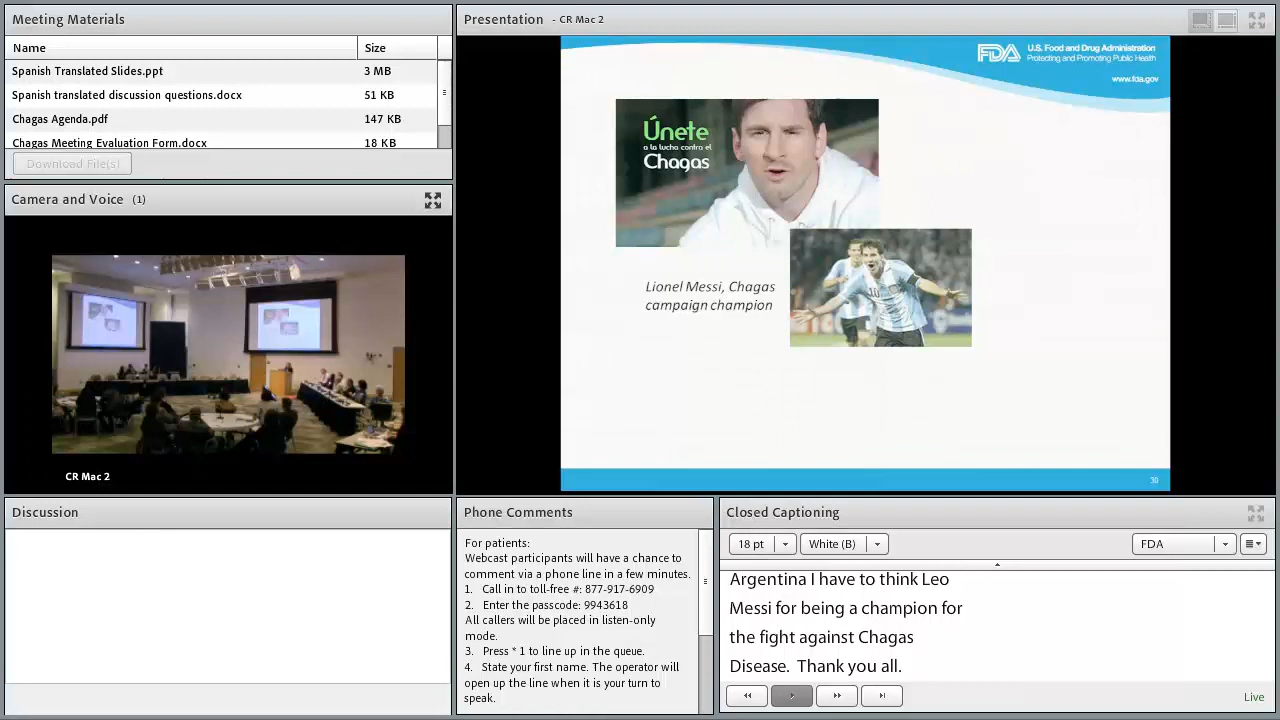 Meeting Materials
Name Size
Spanish Translated Slides.ppt 3 MB
Spanish translated discussion questions.docx 51 KB
Chagas Agenda.pdf 147 KB
Chagas Meeting Evaluation Form.docx 18 KB
Download File(s)
Camera and Voice (1)
CR Mac 2
Discussion
Presentation - CR Mac 2
FDA U.S. Food and Drug Administration
Protecting and Promoting Public Health
www.fda.gov
Únete
a la lucha contra el
Chagas
10
Lionel Messi, Chagas
campaign champion
30
Phone Comments
For patients:
Webcast participants will have a chance to
comment via a phone line in a few minutes.
1. Call in to toll-free #: 877-917-6909
2. Enter the passcode: 9943618
All callers will be placed in listen-only
mode.
3. Press * 1 to line up in the queue.
4. State your first name. The operator will
open up the line when it is your turn to
speak.
Closed Captioning
18 pt White (B) FDA
Argentina I have to think Leo
Messi for being a champion for
the fight against Chagas
Disease. Thank you all.
Live